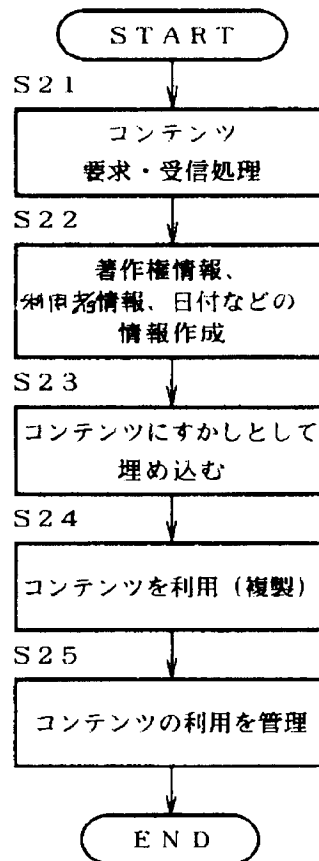 START
S21
コンテンツ
要求・受信処理
S22
著作権情報、
利用者情報、日付などの
情報作成
S23
コンテンツにすかしとして
埋め込む
S24
コンテンツを利用(複製)
S25
コンテンツの利用を管理
END